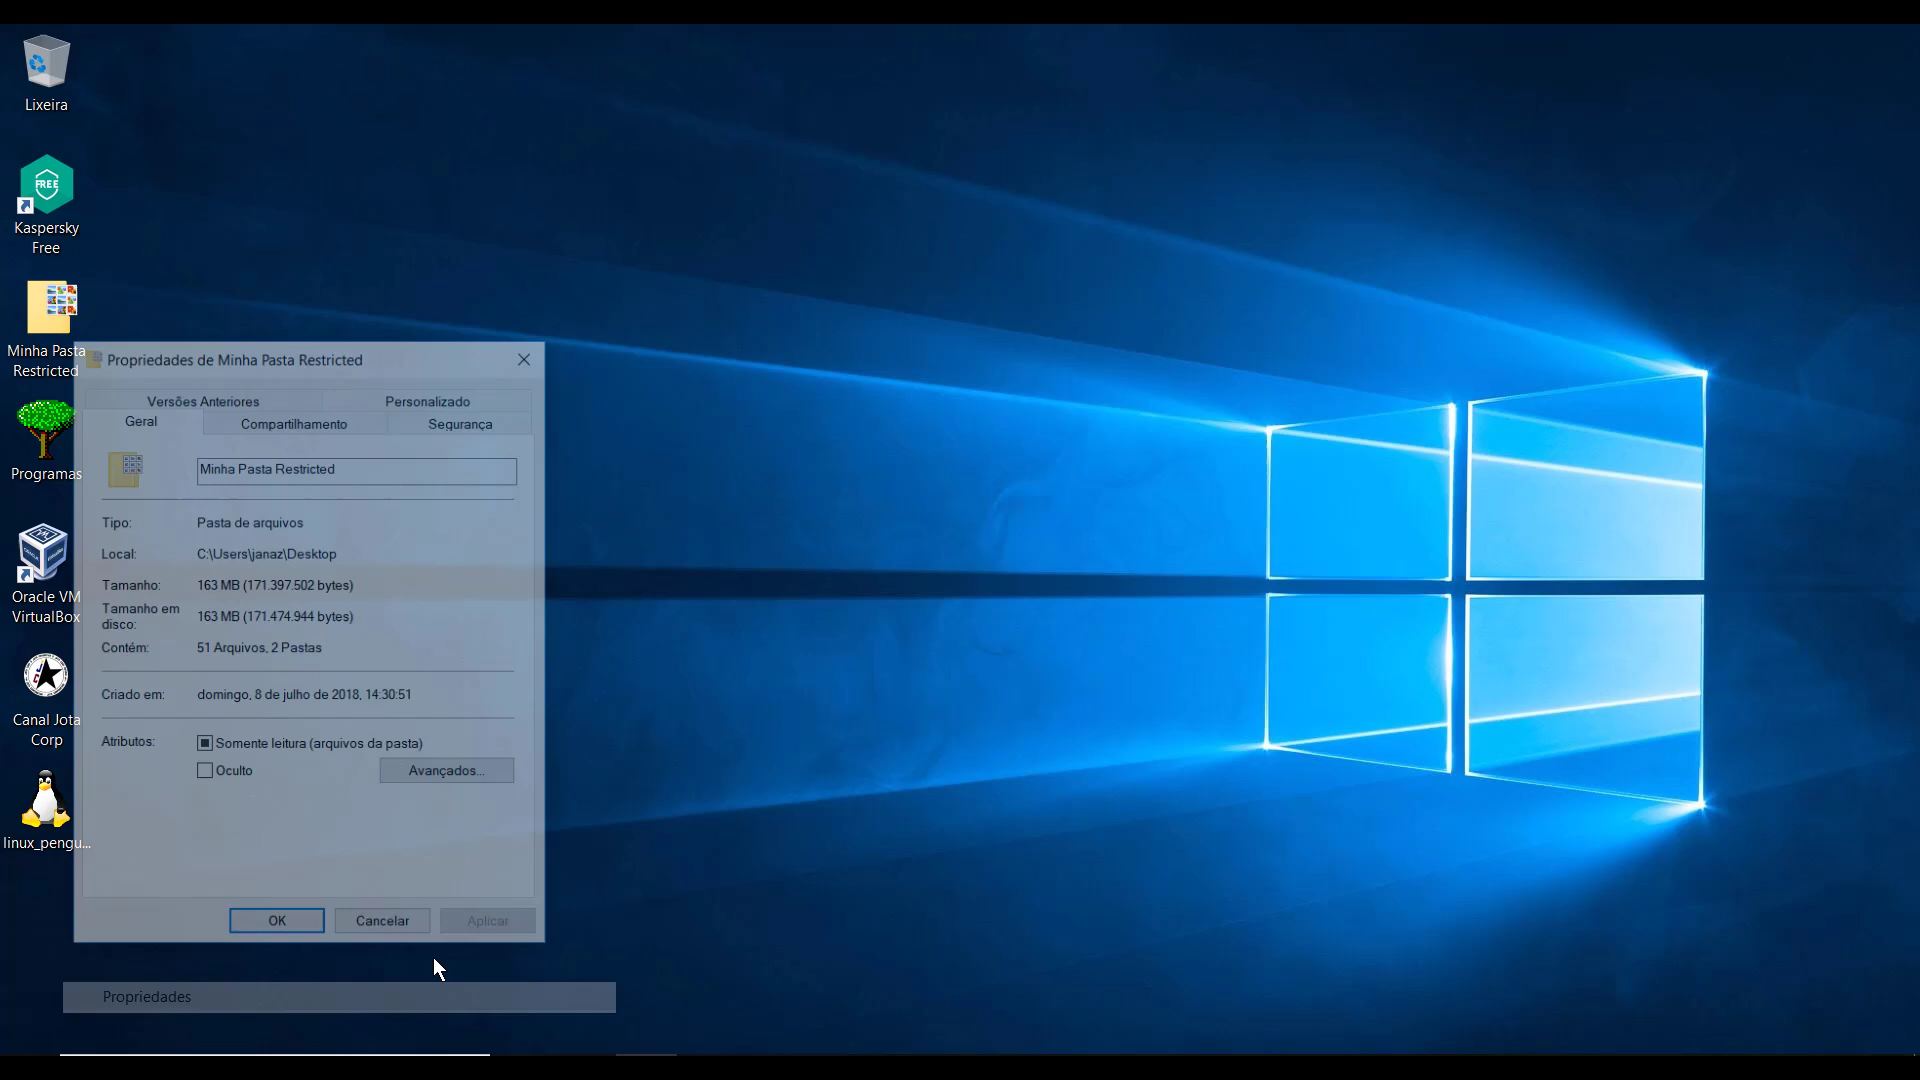 Lixeira
FREE
Kaspersky
Free
Minha Pasta
Restricted
Programas
Oracle VM
VirtualBox
Canal Jota
Corp
linux_pengu...
Propriedades de Minha Pasta Restricted
Versões Anteriores
Personalizado
Geral
Compartilhamento
Segurança
Minha Pasta Restricted
Tipo: Pasta de arquivos
Local: C:\Users\janaz\Desktop
Tamanho: 163 MB (171.397.502 bytes)
Tamanho em
disco: 163 MB (171.474.944 bytes)
Contém: 51 Arquivos, 2 Pastas
Criado em: domingo, 8 de julho de 2018, 14:30:51
Atributos: Somente leitura (arquivos da pasta)
Oculto
Avançados...
OK
Cancelar
Aplicar
Propriedades